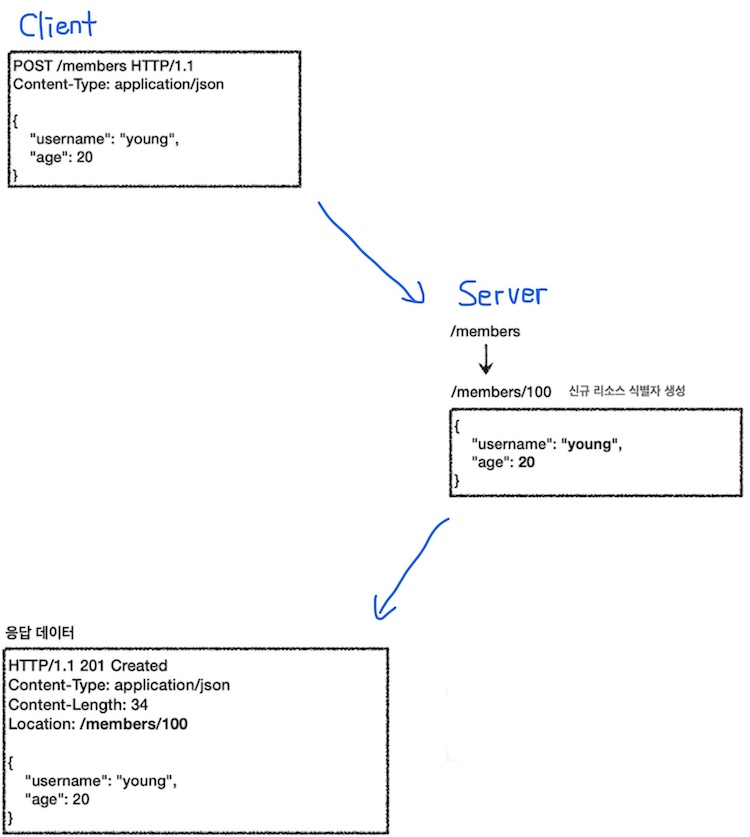 Client
POST /members HTTP/1.1
Content-Type: application/json
{
"username": "young",
"age": 20
}
Server
/members
/members/100 신규 리소스 식별자 생성
{
"username": "young",
"age": 20
}
응답 데이터
HTTP/1.1 201 Created
Content-Type: application/json
Content-Length: 34
Location: /members/100
{
"username": "young",
"age": 20
}